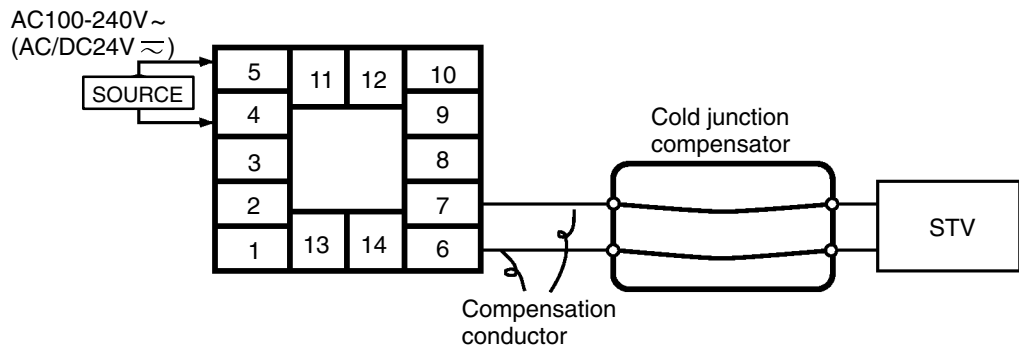 AC100-240V~
(AC/DC24V ⎓)
SOURCE
5
11
12
10
4
9
3
8
2
7
1
13
14
6
Cold junction
compensator
STV
Compensation
conductor